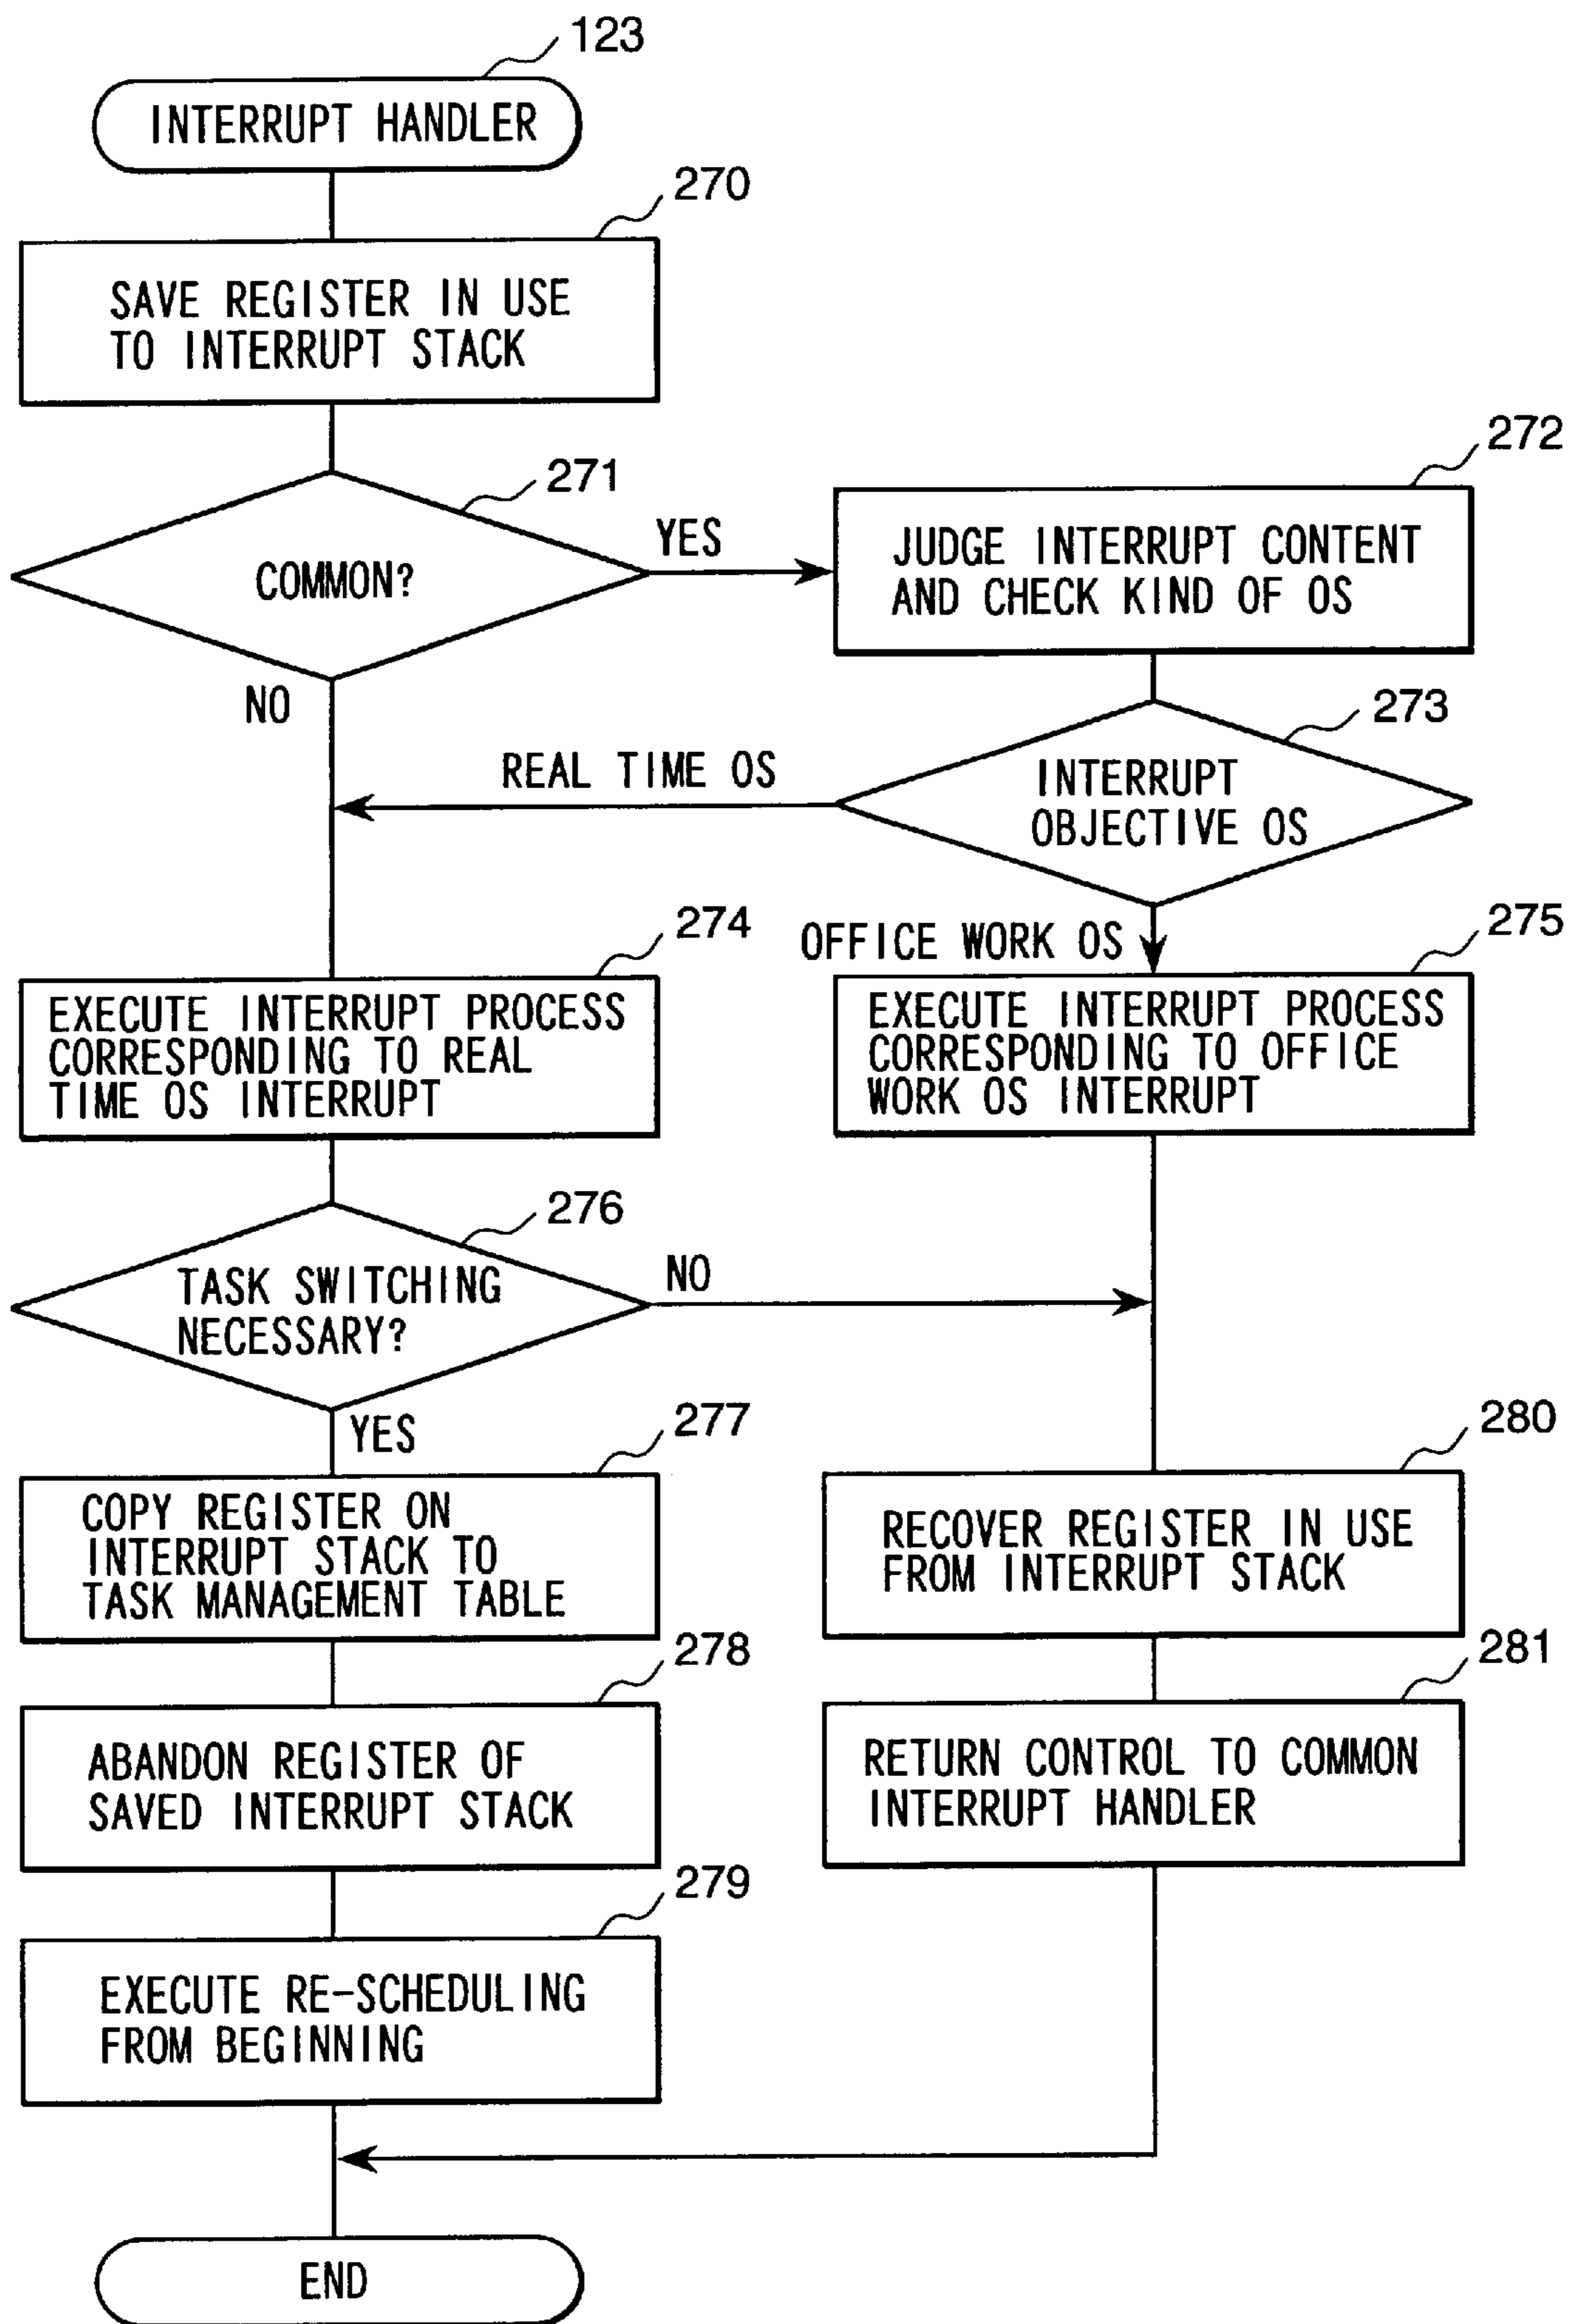 123
INTERRUPT HANDLER
270
SAVE REGISTER IN USE
TO INTERRUPT STACK
271
COMMON?
YES
NO
272
JUDGE INTERRUPT CONTENT
AND CHECK KIND OF OS
273
INTERRUPT
OBJECTIVE OS
REAL TIME OS
OFFICE WORK OS
274
EXECUTE INTERRUPT PROCESS
CORRESPONDING TO REAL
TIME OS INTERRUPT
275
EXECUTE INTERRUPT PROCESS
CORRESPONDING TO OFFICE
WORK OS INTERRUPT
276
TASK SWITCHING
NECESSARY?
NO
YES
277
COPY REGISTER ON
INTERRUPT STACK TO
TASK MANAGEMENT TABLE
280
RECOVER REGISTER IN USE
FROM INTERRUPT STACK
278
ABANDON REGISTER OF
SAVED INTERRUPT STACK
281
RETURN CONTROL TO COMMON
INTERRUPT HANDLER
279
EXECUTE RE-SCHEDULING
FROM BEGINNING
END